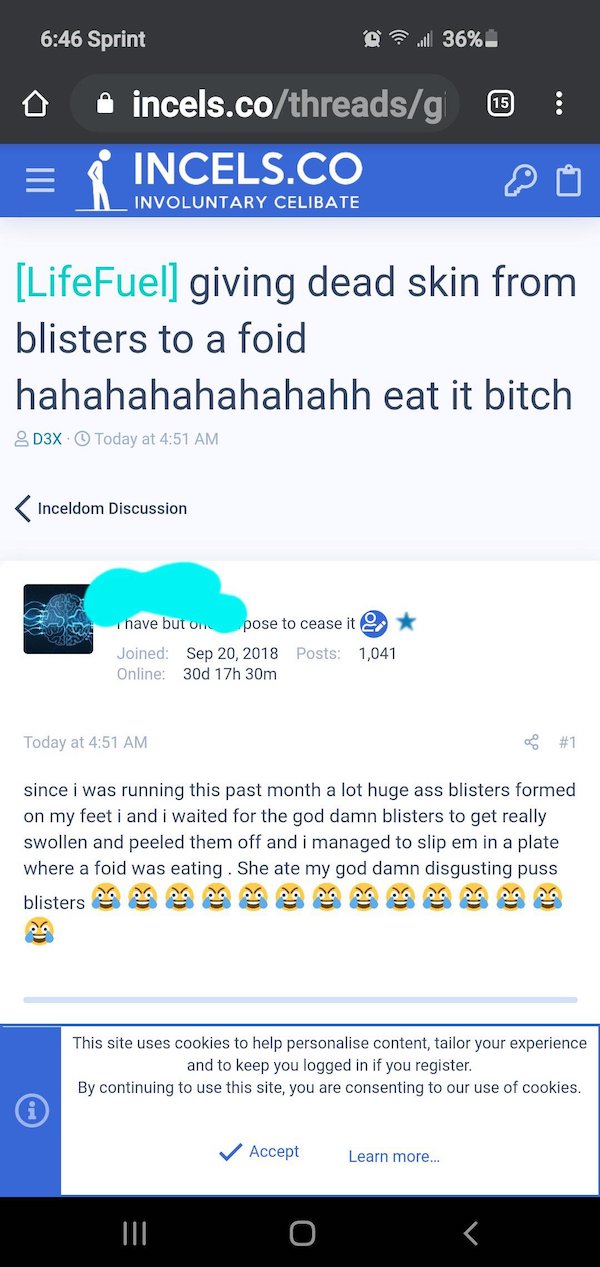 6:46 Sprint 36%
incels.co/threads/g
15
INCELS.CO
INVOLUNTARY CELIBATE
[LifeFuel] giving dead skin from
blisters to a foid
hahahahahahahahh eat it bitch
D3X · Today at 4:51 AM
Inceldom Discussion
I have but pose to cease it
Joined: Sep 20, 2018 Posts: 1,041
Online: 30d 17h 30m
Today at 4:51 AM #1
since i was running this past month a lot huge ass blisters formed
on my feet i and i waited for the god damn blisters to get really
swollen and peeled them off and i managed to slip em in a plate
where a foid was eating . She ate my god damn disgusting puss
blisters
This site uses cookies to help personalise content, tailor your experience
and to keep you logged in if you register.
By continuing to use this site, you are consenting to our use of cookies.
Accept Learn more...